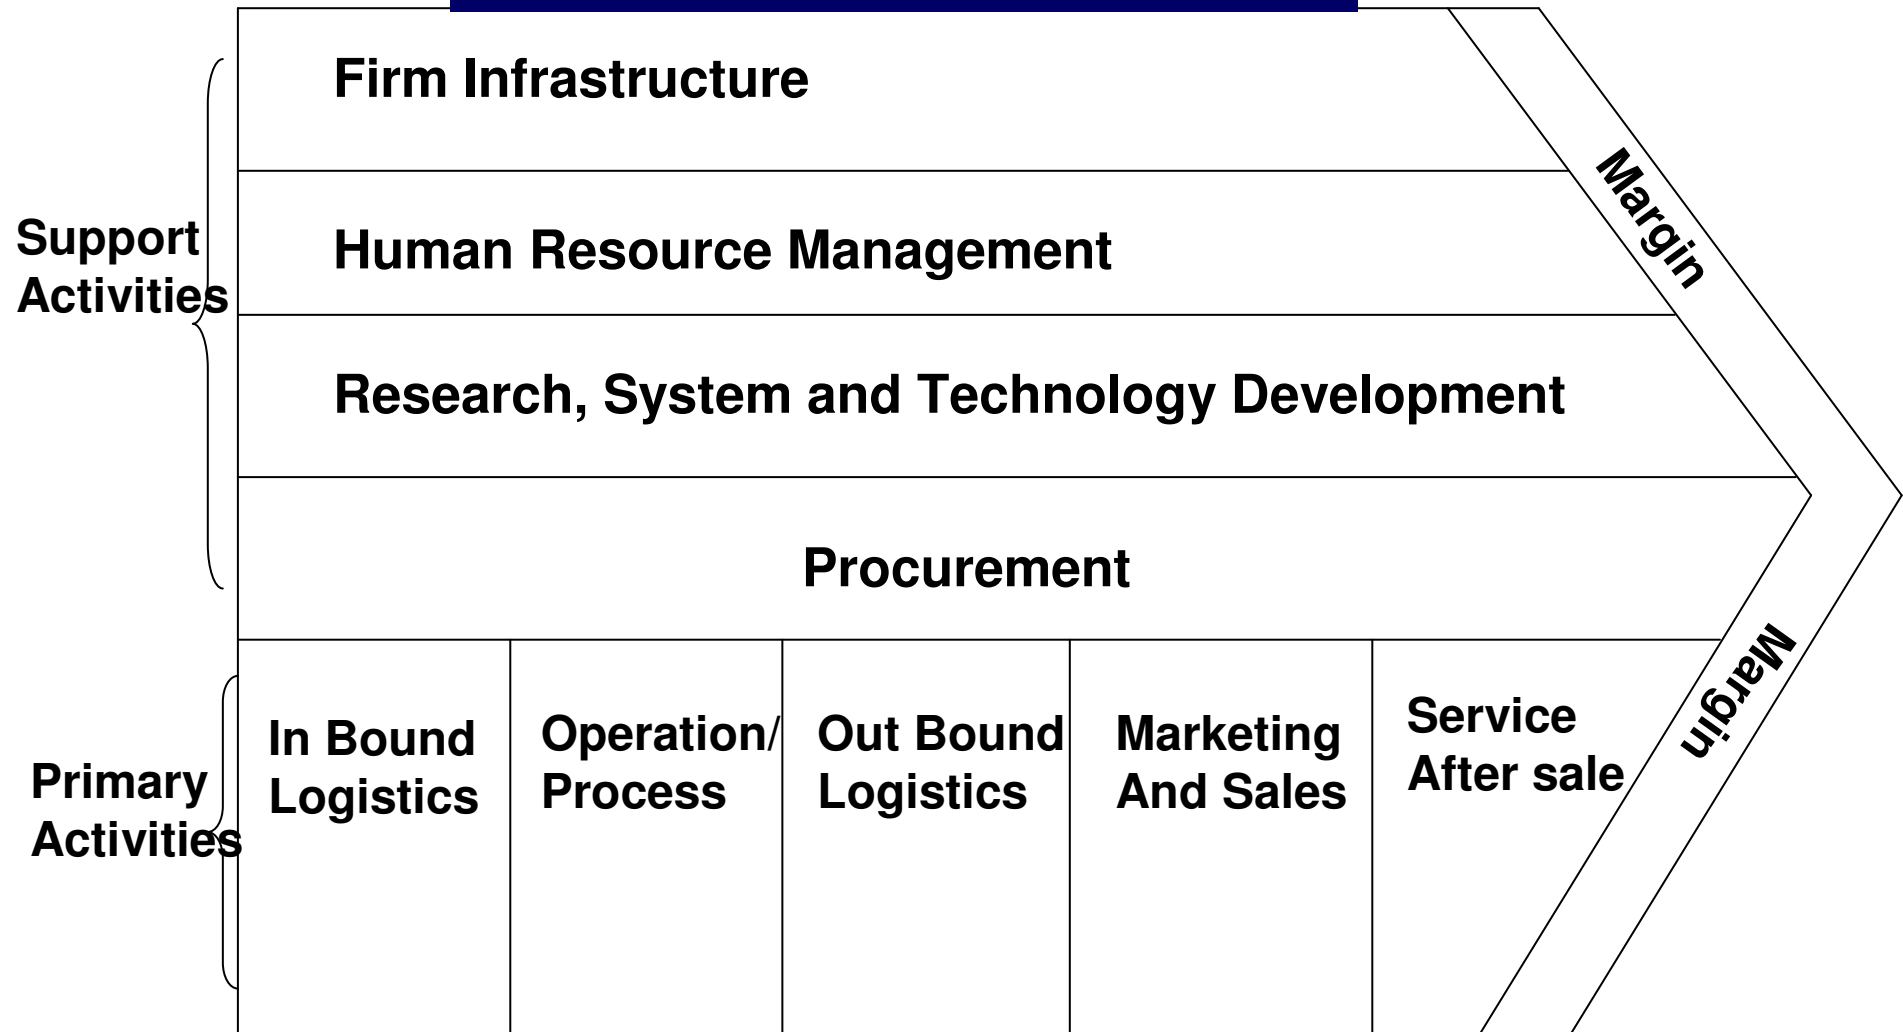 Firm Infrastructure
Margin
Support
Activities
Human Resource Management
Research, System and Technology Development
Procurement
Margin
Primary
Activities
In Bound
Logistics
Operation/
Process
Out Bound
Logistics
Marketing
And Sales
Service
After sale